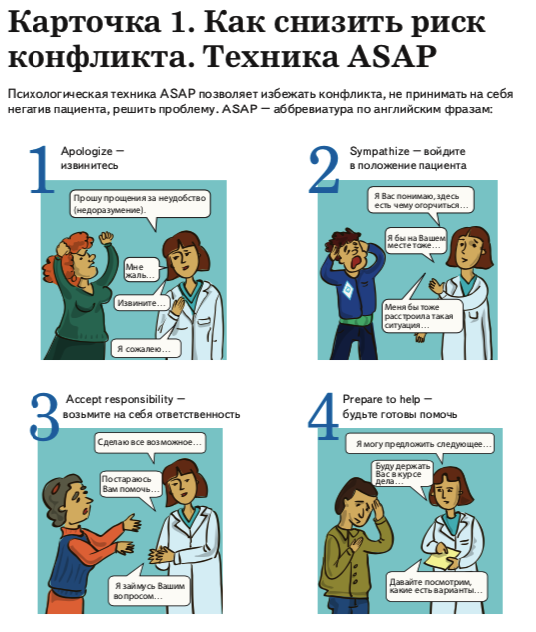 Карточка 1. Как снизить риск
конфликта. Техника ASAP
Психологическая техника ASAP позволяет избежать конфликта, не принимать на себя
негатив пациента, решить проблему. ASAP — аббревиатура по английским фразам:
1
Apologize —
извинитесь
Прошу прощения за неудобство
(недоразумение).
Мне
жаль...
Извините...
Я сожалею...
2
Sympathize — войдите
в положение пациента
Я Вас понимаю, здесь
есть чему огорчиться...
Я бы на Вашем
месте тоже...
Меня бы тоже
расстроила такая
ситуация...
3
Accept responsibility —
возьмите на себя ответственность
Сделаю все возможное...
Постараюсь
Вам помочь...
Я займусь Вашим
вопросом...
4
Prepare to help —
будьте готовы помочь
Я могу предложить следующее...
Буду держать
Вас в курсе
дела...
Давайте посмотрим,
какие есть варианты...